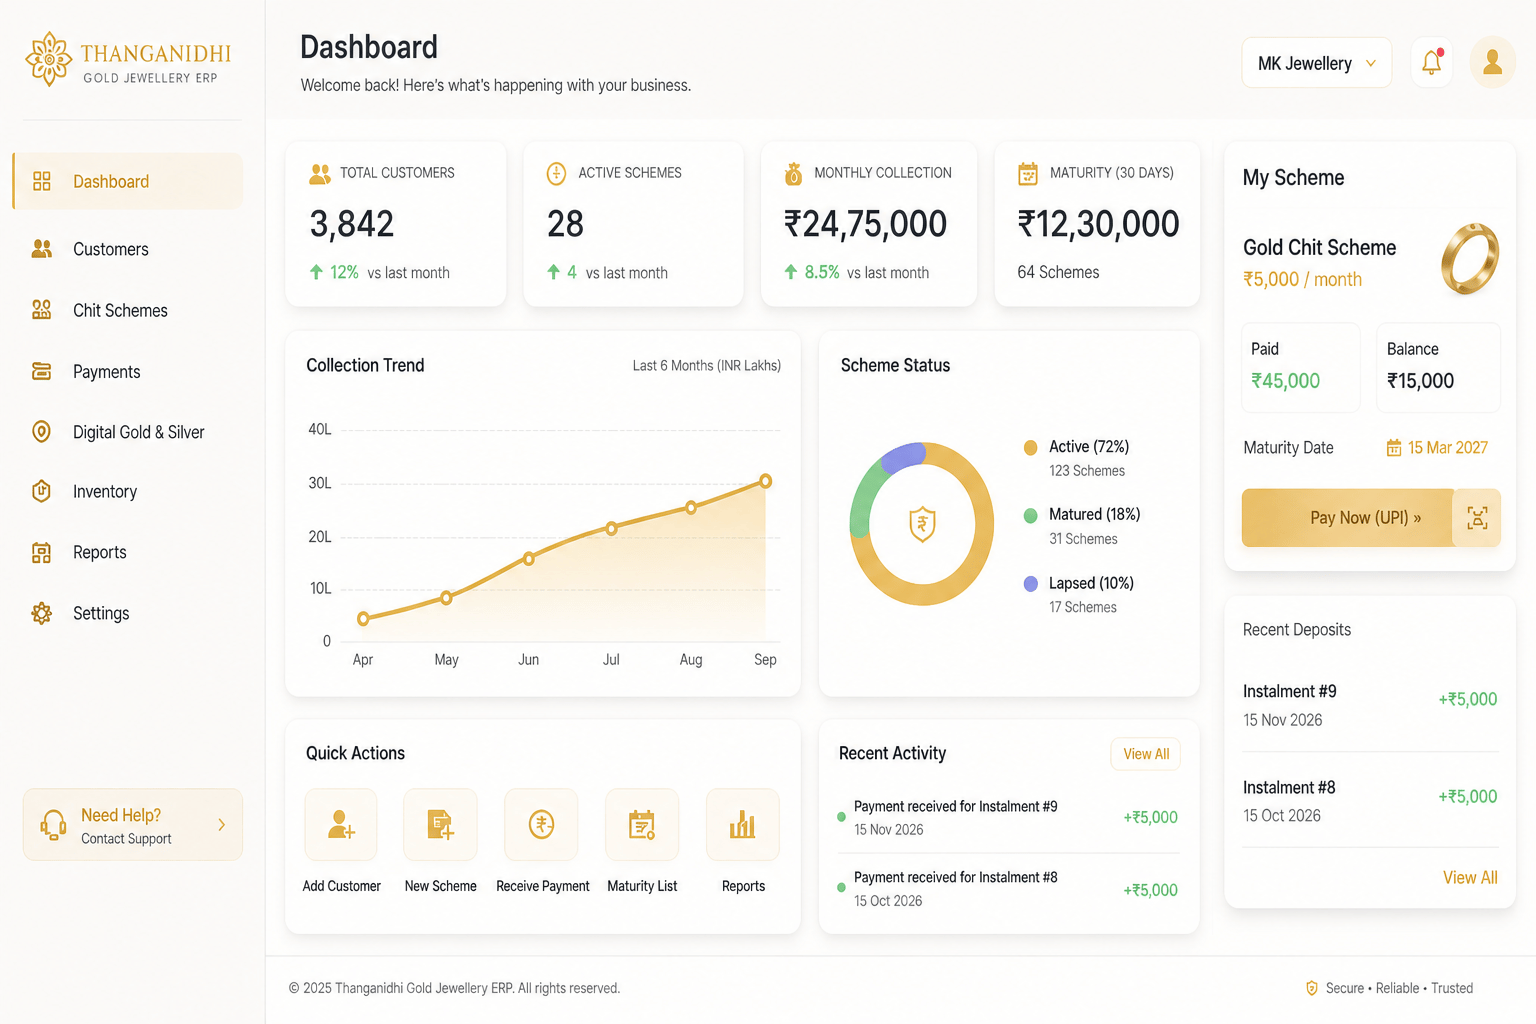 THANGANIDHI
GOLD JEWELLERY ERP
Dashboard
Customers
Chit Schemes
Payments
Digital Gold & Silver
Inventory
Reports
Settings
Need Help?
Contact Support
Dashboard
Welcome back! Here's what's happening with your business.
MK Jewellery
TOTAL CUSTOMERS
3,842
12% vs last month
ACTIVE SCHEMES
28
4 vs last month
MONTHLY COLLECTION
₹24,75,000
8.5% vs last month
MATURITY (30 DAYS)
₹12,30,000
64 Schemes
Collection Trend
Last 6 Months (INR Lakhs)
40L
30L
20L
10L
0
Apr May Jun Jul Aug Sep
Scheme Status
Active (72%)
123 Schemes
Matured (18%)
31 Schemes
Lapsed (10%)
17 Schemes
Quick Actions
Add Customer
New Scheme
Receive Payment
Maturity List
Reports
Recent Activity
View All
Payment received for Instalment #9
15 Nov 2026
+₹5,000
Payment received for Instalment #8
15 Oct 2026
+₹5,000
My Scheme
Gold Chit Scheme
₹5,000 / month
Paid
₹45,000
Balance
₹15,000
Maturity Date
15 Mar 2027
Pay Now (UPI) »
Recent Deposits
Instalment #9
15 Nov 2026
+₹5,000
Instalment #8
15 Oct 2026
+₹5,000
View All
© 2025 Thanganidhi Gold Jewellery ERP. All rights reserved.
Secure • Reliable • Trusted